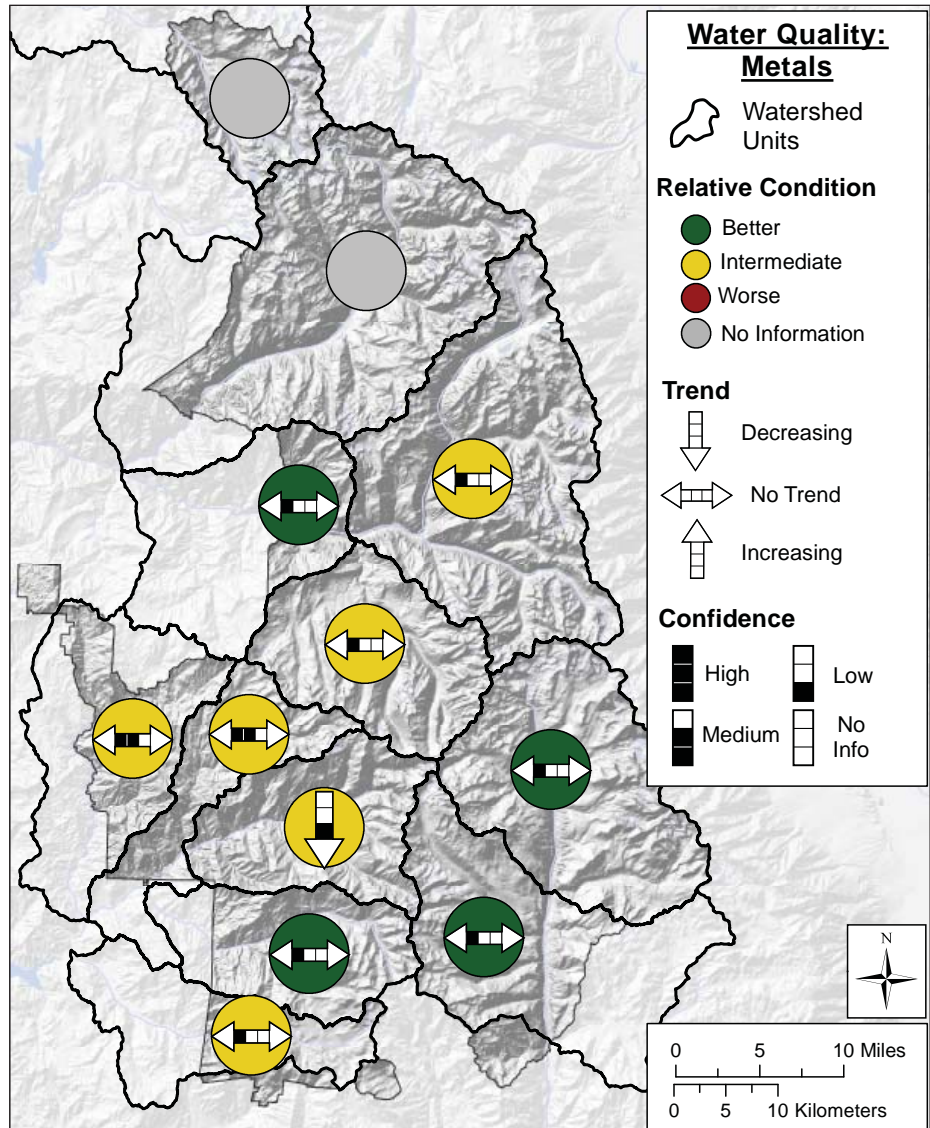 Water Quality:
Metals
Watershed
Units
Relative Condition
Better
Intermediate
Worse
No Information
Trend
Decreasing
No Trend
Increasing
Confidence
High
Low
Medium
No
Info
N
0 5 10 Miles
0 5 10 Kilometers